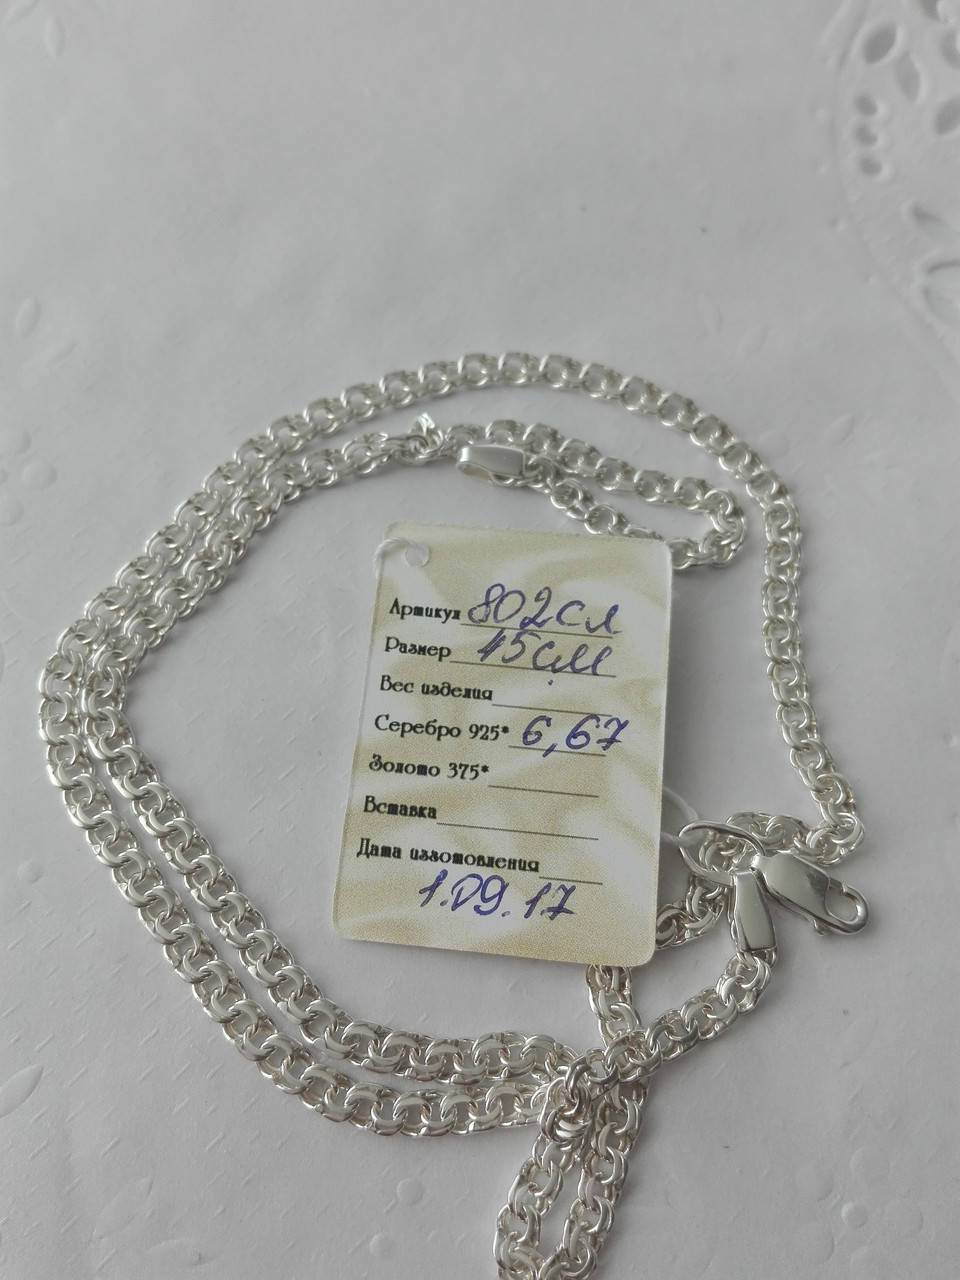 Артикул 802сл
Размер 45см
Вес изделия
Серебро 925* 6,67
Золото 375*
Вставка
Дата изготовления
1.09.17